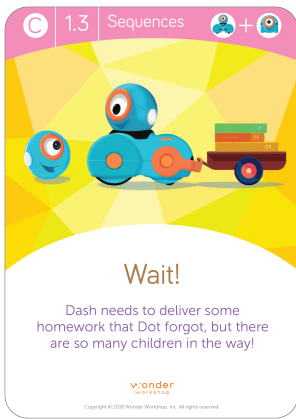 C 1.3 Sequences +
Wait!
Dash needs to deliver some
homework that Dot forgot, but there
are so many children in the way!
wonder
workshop
Copyright © 2018 Wonder Workshop, Inc. All rights reserved.